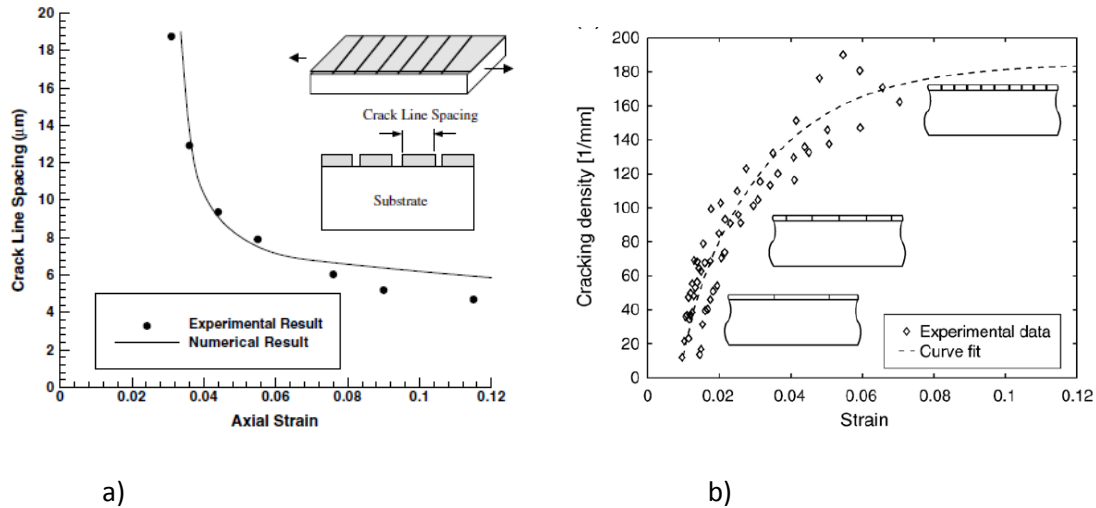 20
18
16
14
12
10
8
6
4
2
0
Crack Line Spacing (μm)
Crack Line Spacing
Substrate
Experimental Result
Numerical Result
0 0.02 0.04 0.06 0.08 0.1 0.12
Axial Strain
a)
200
180
160
140
120
100
80
60
40
20
0
Cracking density [1/mm]
Experimental data
Curve fit
0 0.02 0.04 0.06 0.08 0.1 0.12
Strain
b)